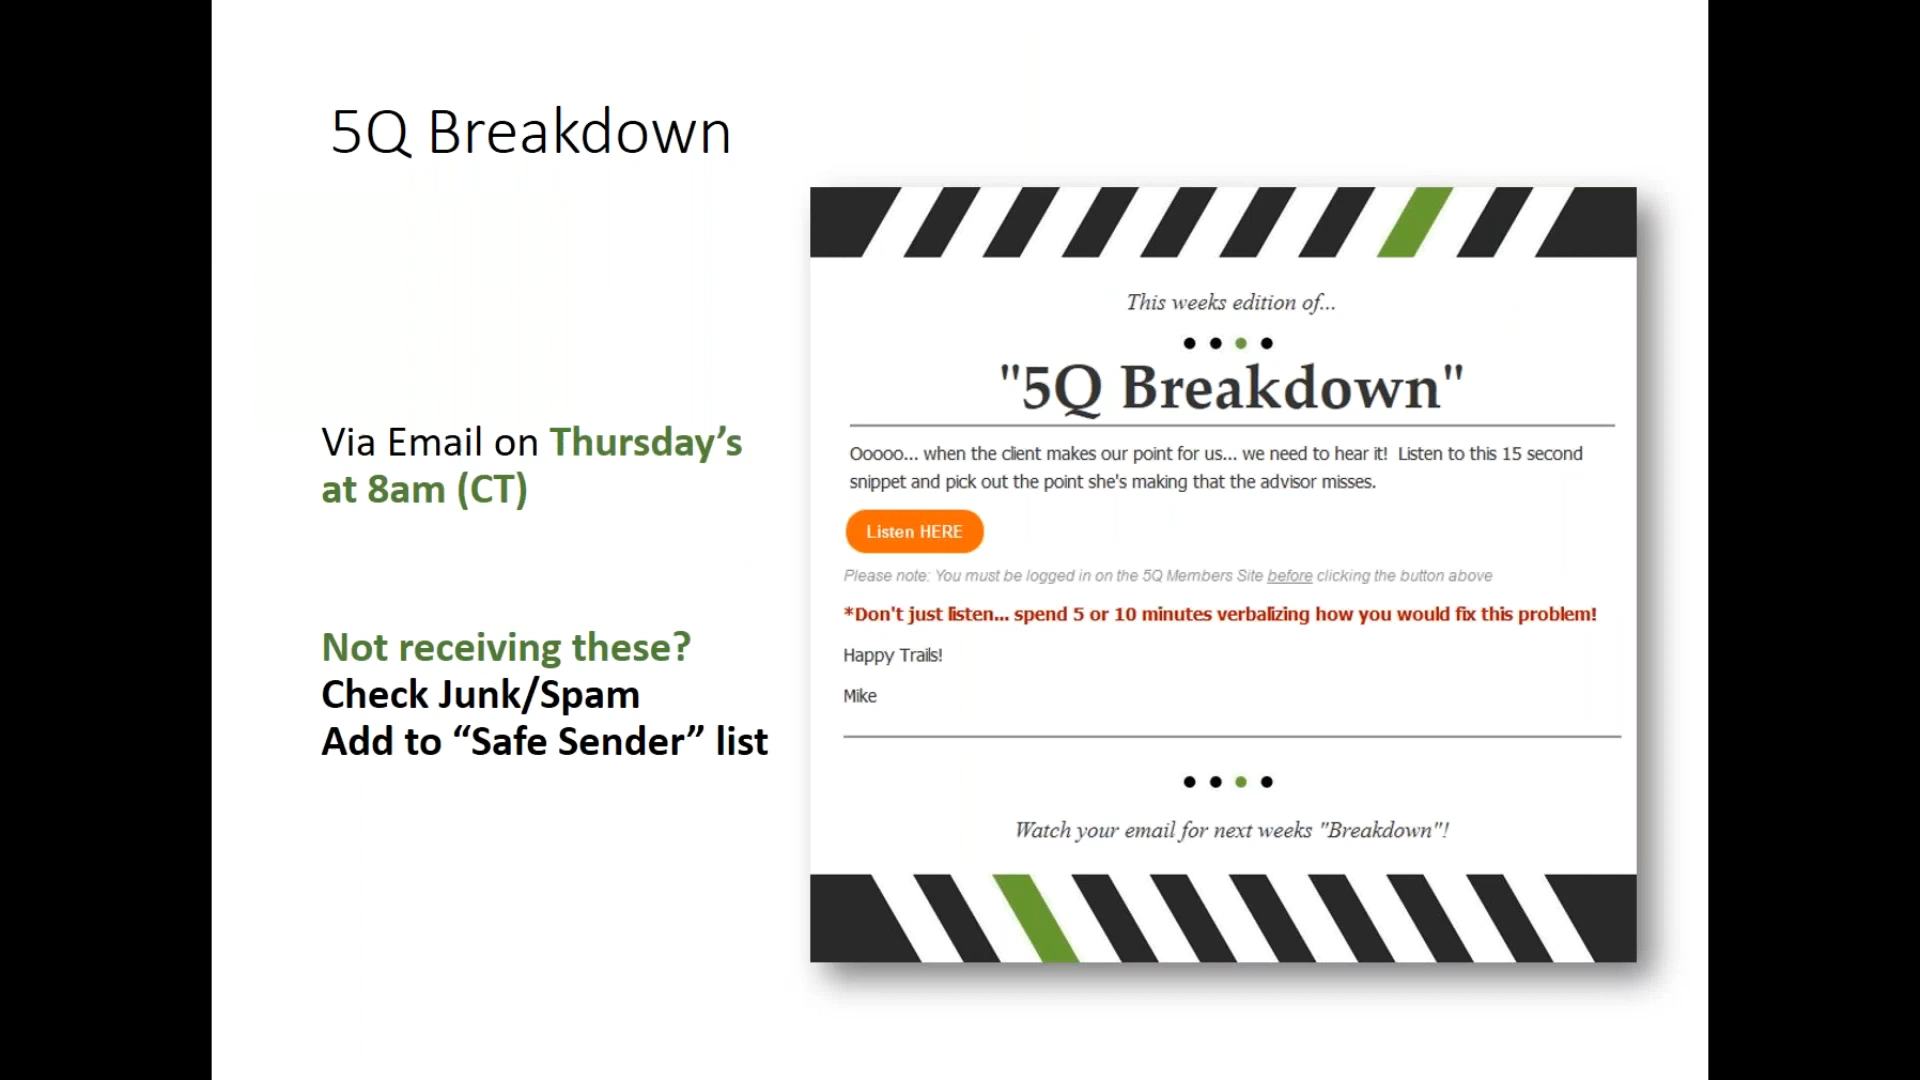 5Q Breakdown
Via Email on Thursday’s
at 8am (CT)
Not receiving these?
Check Junk/Spam
Add to “Safe Sender” list
This weeks edition of...
"5Q Breakdown"
Ooooo... when the client makes our point for us... we need to hear it!  Listen to this 15 second
snippet and pick out the point she's making that the advisor misses.
Listen HERE
Please note: You must be logged in on the 5Q Members Site before clicking the button above
*Don't just listen... spend 5 or 10 minutes verbalizing how you would fix this problem!
Happy Trails!
Mike
Watch your email for next weeks "Breakdown"!